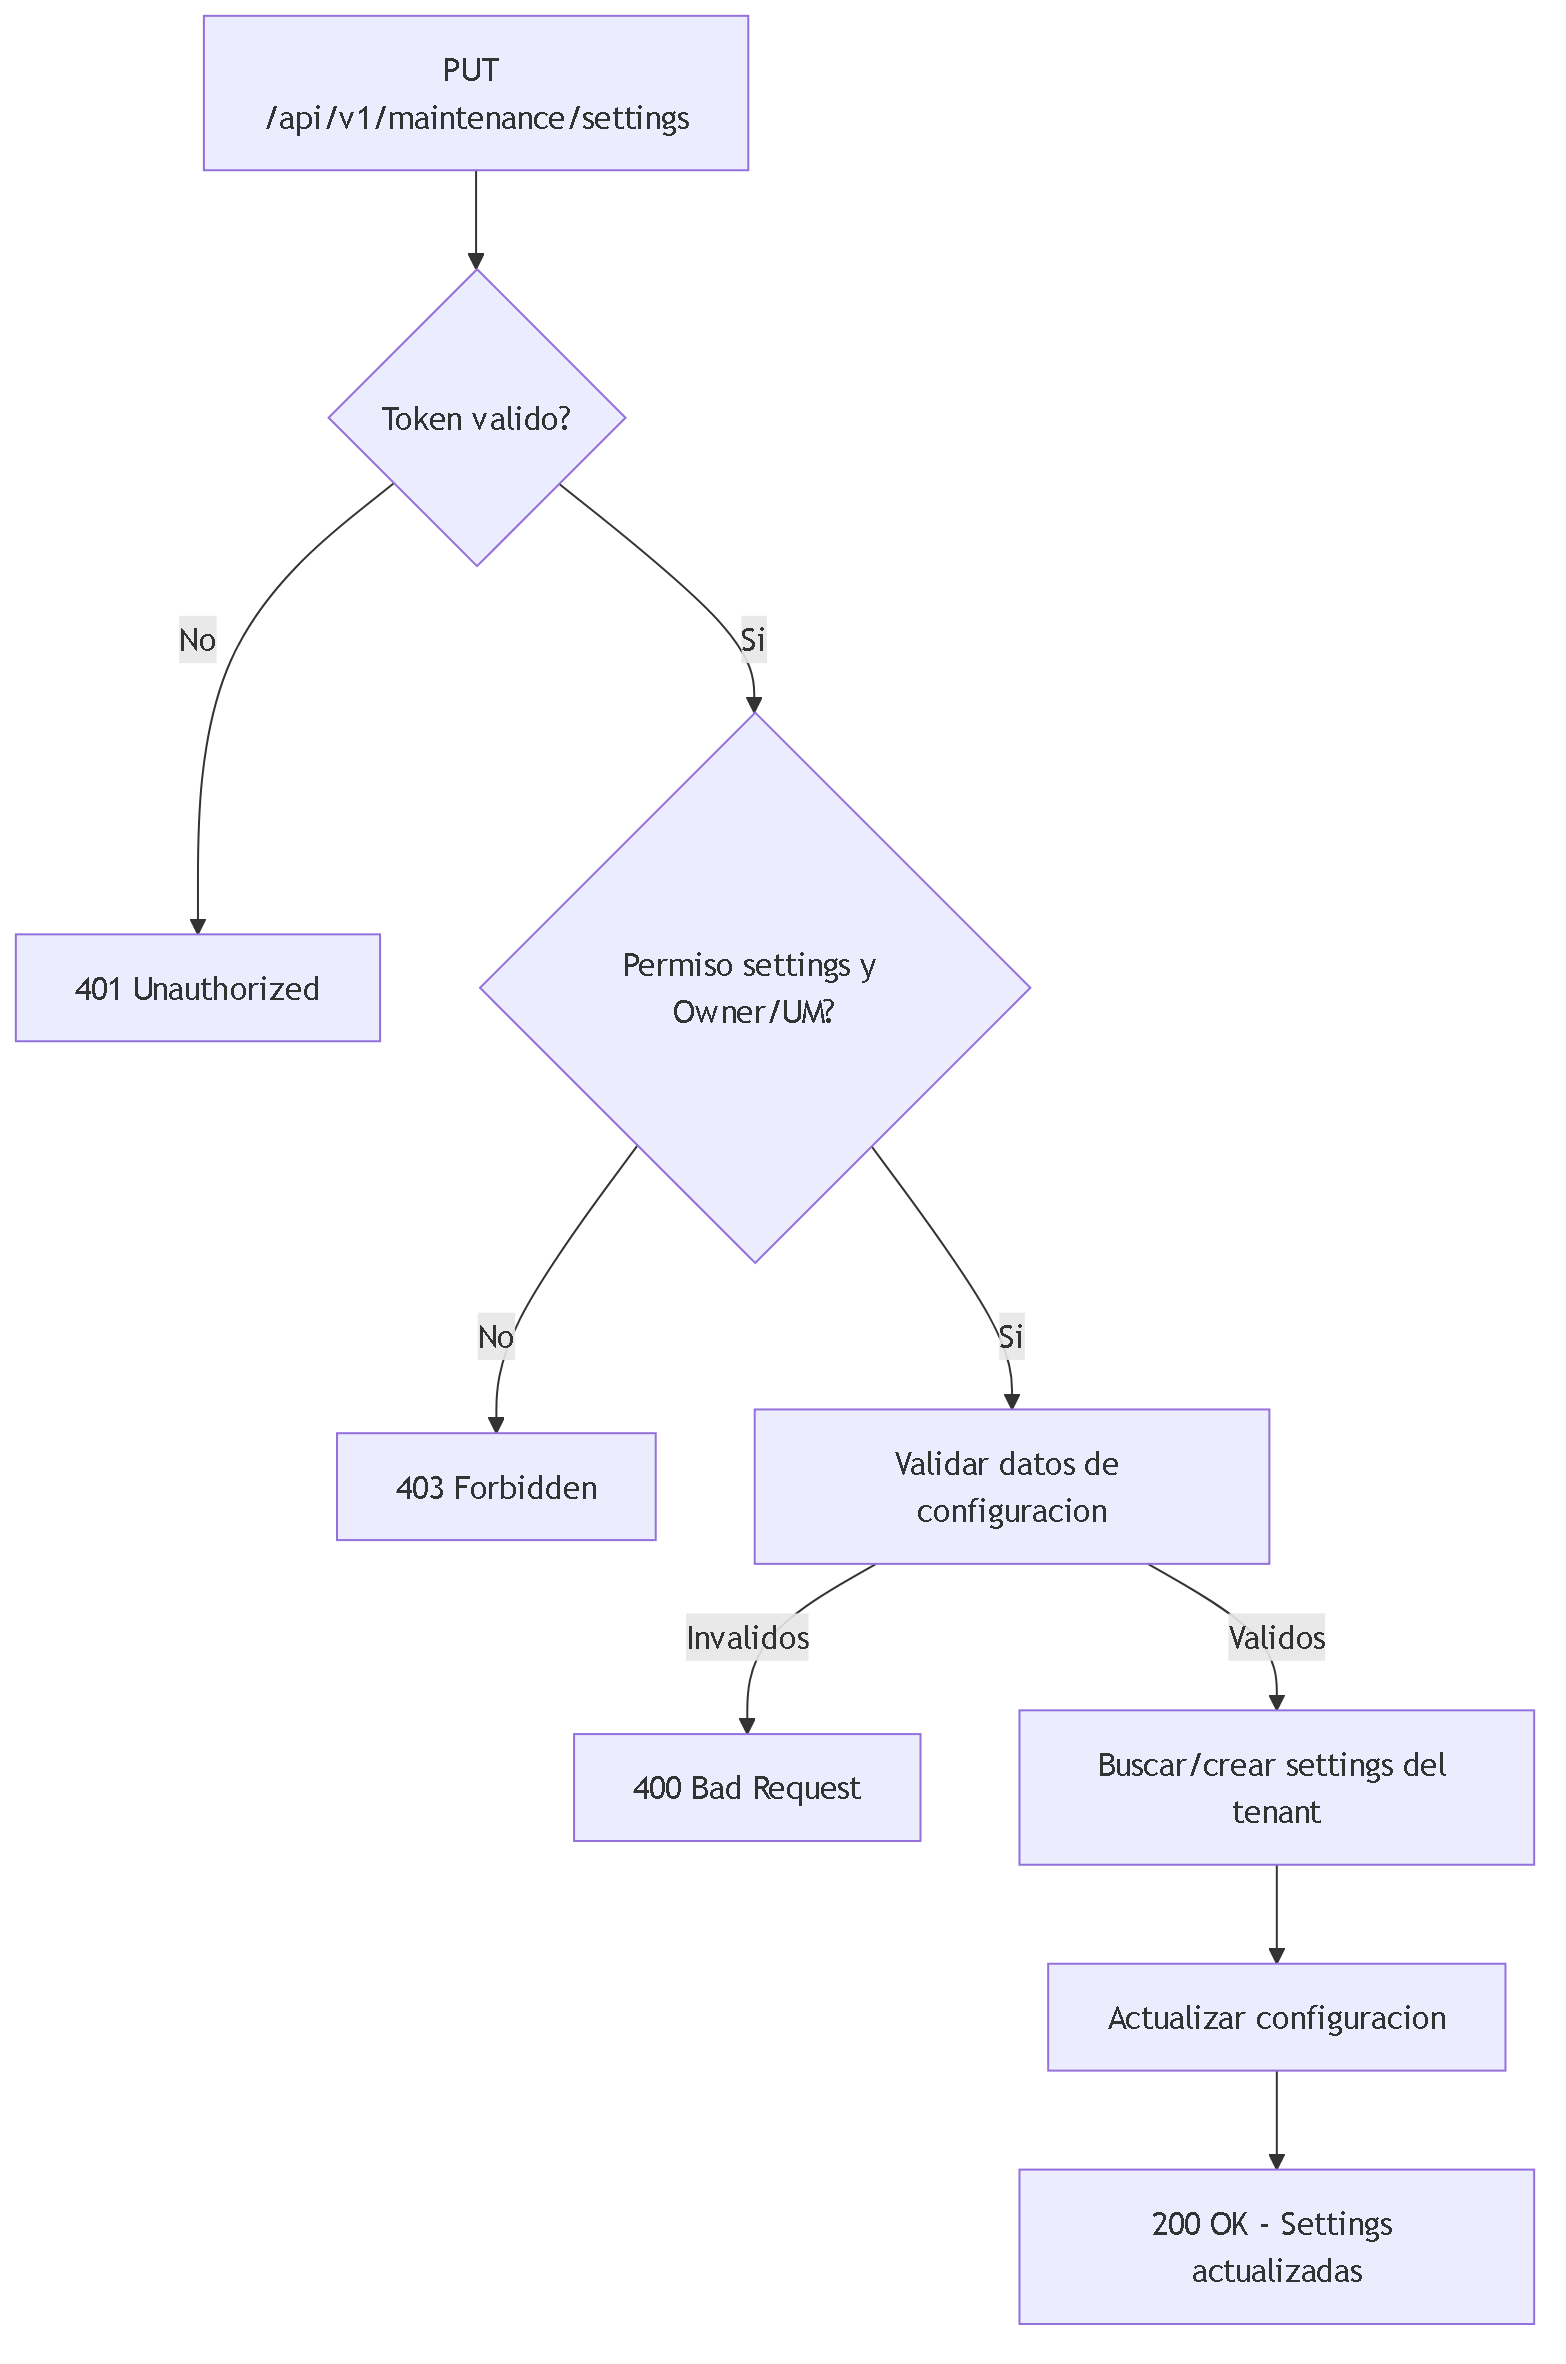 PUT
/api/v1/maintenance/settings
Token valido?
No
Si
401 Unauthorized
Permiso settings y
Owner/UM?
No
Si
403 Forbidden
Validar datos de
configuracion
Invalidos
Validos
400 Bad Request
Buscar/crear settings del
tenant
Actualizar configuracion
200 OK - Settings
actualizadas